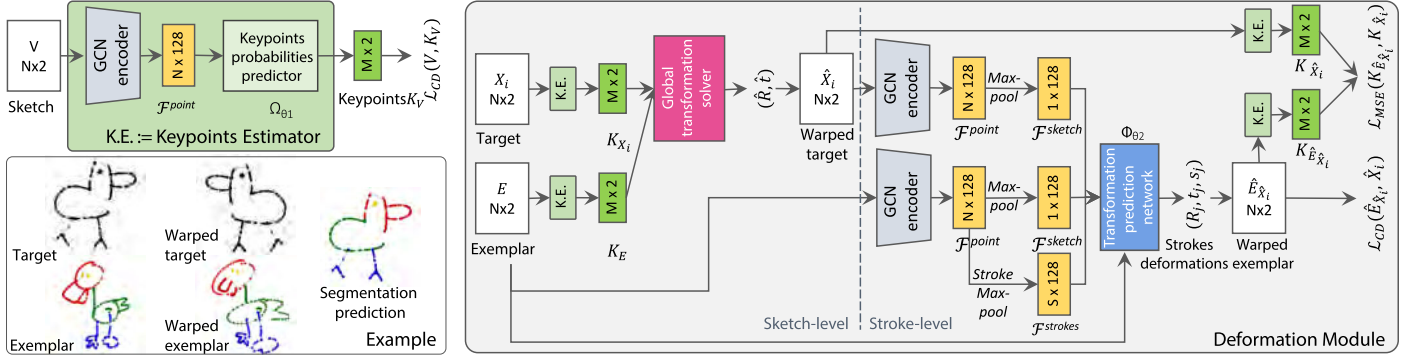 V
Nx2
Sketch
GCN
encoder
N x 128
ℱ^point
Keypoints
probabilities
predictor
Ω_θ1
M x 2
Keypoints K_V
ℒ_CD(V, K_V)
K.E. := Keypoints Estimator
Target
Warped
target
Exemplar
Warped
exemplar
Segmentation
prediction
Example
X_i
Nx2
Target
K.E.
M x 2
K_{X_i}
E
Nx2
Exemplar
K.E.
M x 2
K_E
Global
transformation
solver
(R̂, t̂)
X̂_i
Nx2
Warped
target
GCN
encoder
N x 128
ℱ^point
Max-
pool
1 x 128
ℱ^sketch
GCN
encoder
N x 128
ℱ^point
Max-
pool
1 x 128
ℱ^sketch
Stroke
Max-
pool
S x 128
ℱ^strokes
Φ_θ2
Transformation
prediction
network
(R_j, t_j, s_j)
Strokes
deformations
Ê_{X̂_i}
Nx2
Warped
exemplar
K.E.
M x 2
K_{X̂_i}
K.E.
M x 2
K_{Ê_{X̂_i}}
ℒ_MSE(K_{Ê_{X̂_i}}, K_{X̂_i})
ℒ_CD(Ê_{X̂_i}, X̂_i)
Sketch-level
Stroke-level
Deformation Module